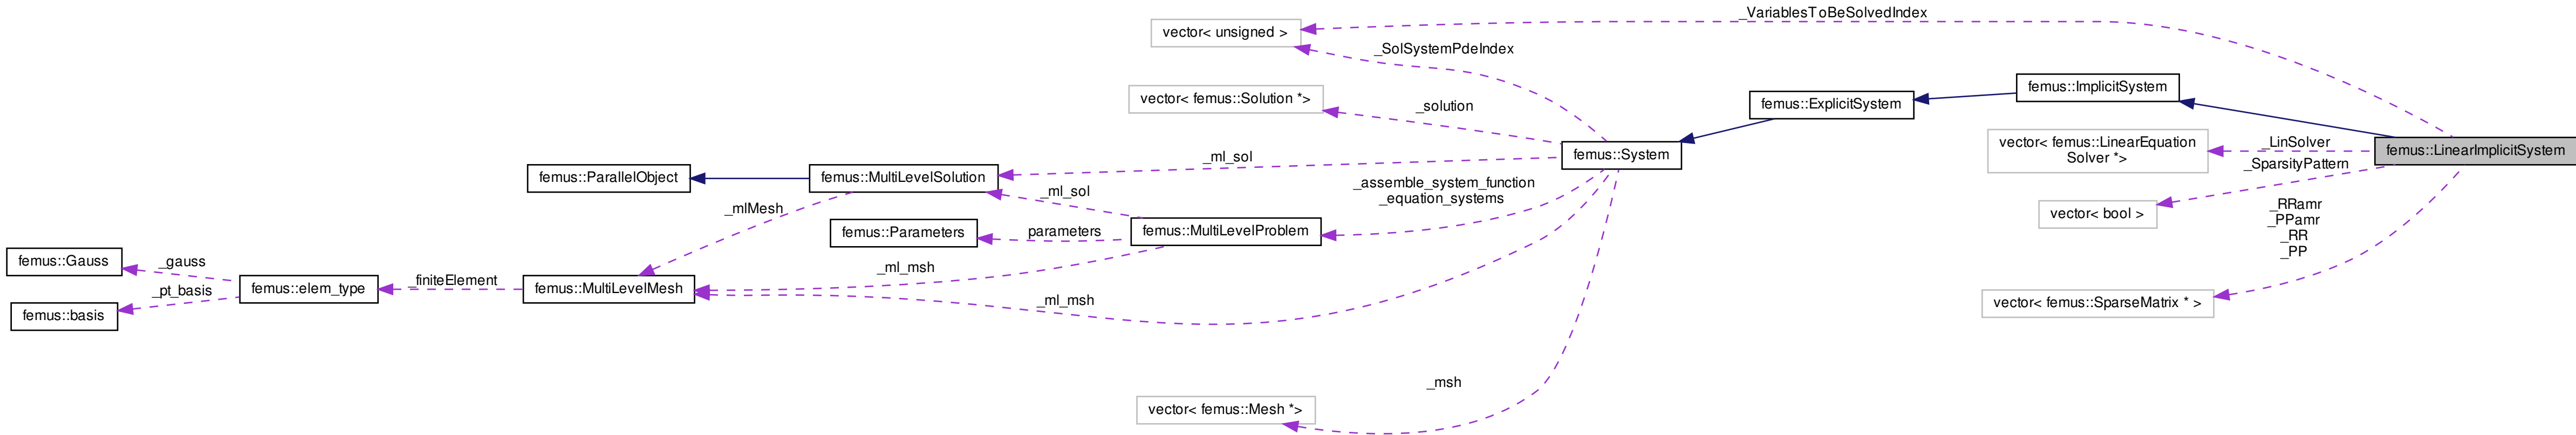 _VariablesToBeSolvedIndex
vector< unsigned >
_SolSystemPdeIndex
femus::ImplicitSystem
vector< femus::Solution *>
_solution
femus::ExplicitSystem
vector< femus::LinearEquation
Solver *>
_LinSolver
femus::LinearImplicitSystem
femus::System
_SparsityPattern
femus::ParallelObject
femus::MultiLevelSolution
_ml_sol
_ml_sol
_assemble_system_function
_equation_systems
_mlMesh
vector< bool >
_RRamr
_PPamr
_RR
_PP
femus::Parameters
parameters
femus::MultiLevelProblem
femus::Gauss
_gauss
_ml_msh
femus::elem_type
_finiteElement
femus::MultiLevelMesh
_pt_basis
_ml_msh
vector< femus::SparseMatrix * >
femus::basis
_msh
vector< femus::Mesh *>